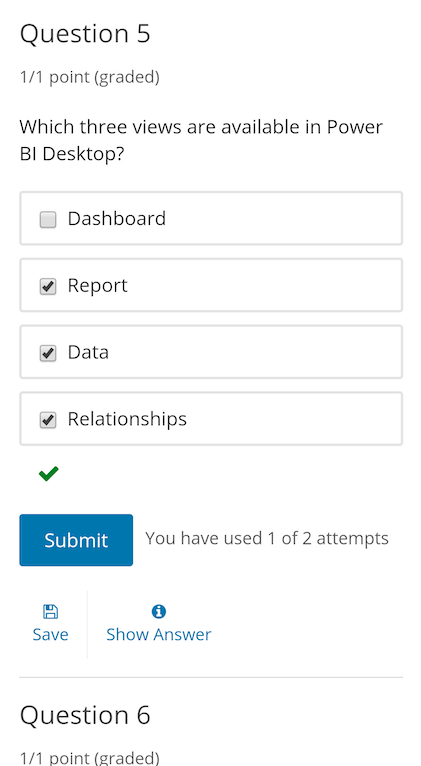 Question 5
1/1 point (graded)
Which three views are available in Power
BI Desktop?
Dashboard
Report
Data
Relationships
Submit You have used 1 of 2 attempts
Save Show Answer
Question 6
1/1 point (graded)